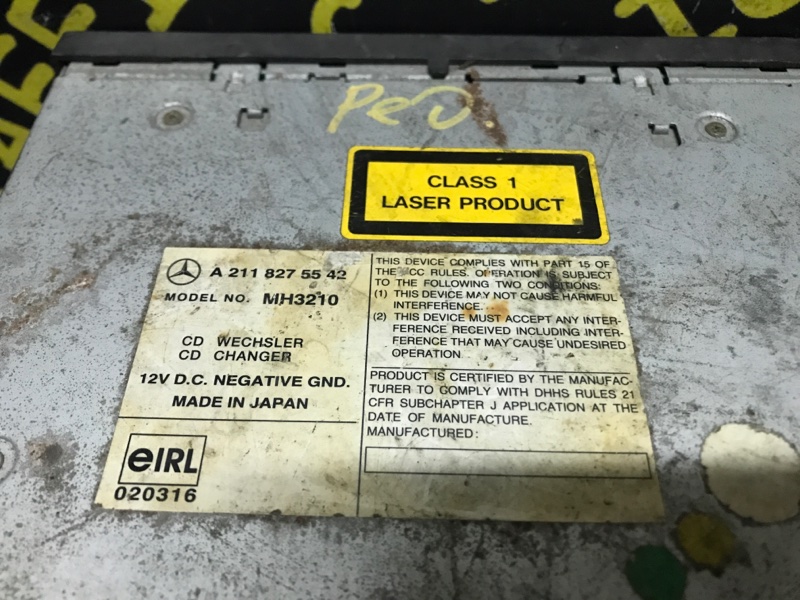 PeD
CLASS 1
LASER PRODUCT
A 211 827 55 42
MODEL NO. MH3210
CD WECHSLER
CD CHANGER
12V D.C. NEGATIVE GND.
MADE IN JAPAN
eIRL
020316
THIS DEVICE COMPLIES WITH PART 15 OF
THE FCC RULES. OPERATION IS SUBJECT
TO THE FOLLOWING TWO CONDITIONS:
(1) THIS DEVICE MAY NOT CAUSE HARMFUL
INTERFERENCE.
(2) THIS DEVICE MUST ACCEPT ANY INTER-
FERENCE RECEIVED INCLUDING INTER-
FERENCE THAT MAY CAUSE UNDESIRED
OPERATION.
PRODUCT IS CERTIFIED BY THE MANUFAC-
TURER TO COMPLY WITH DHHS RULES 21
CFR SUBCHAPTER J APPLICATION AT THE
DATE OF MANUFACTURE.
MANUFACTURED: